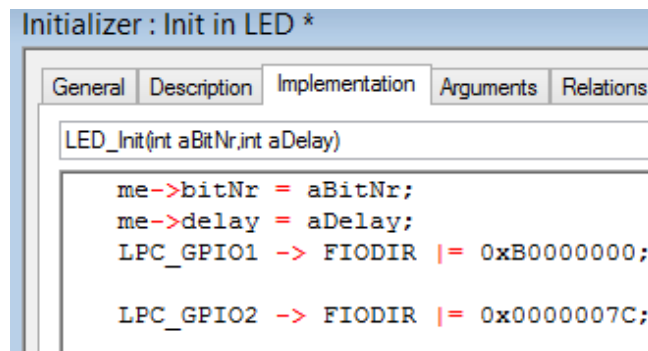 Initializer : Init in LED *
General Description Implementation Arguments Relations
LED_Init(int aBitNr,int aDelay)
me->bitNr = aBitNr;
me->delay = aDelay;
LPC_GPIO1 -> FIODIR |= 0xB0000000;
LPC_GPIO2 -> FIODIR |= 0x0000007C;